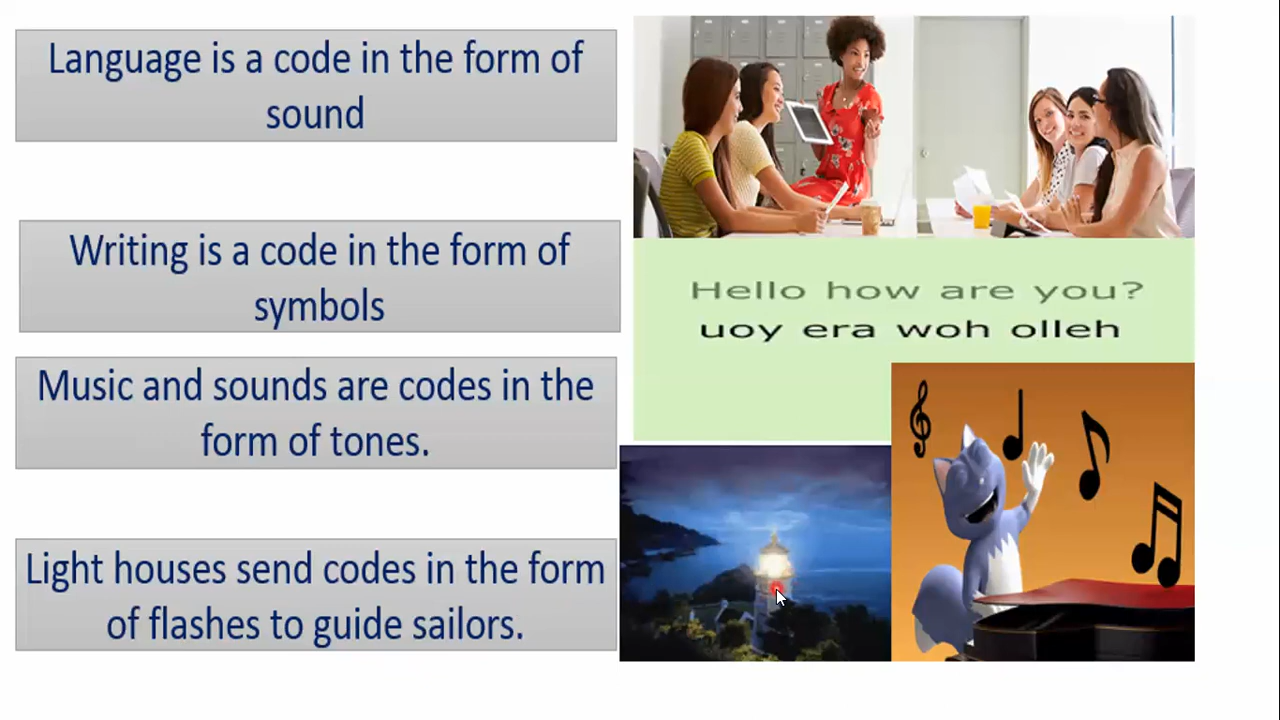 Language is a code in the form of
sound
Writing is a code in the form of
symbols
Music and sounds are codes in the
form of tones.
Light houses send codes in the form
of flashes to guide sailors.
Hello how are you?
uoy era woh olleh